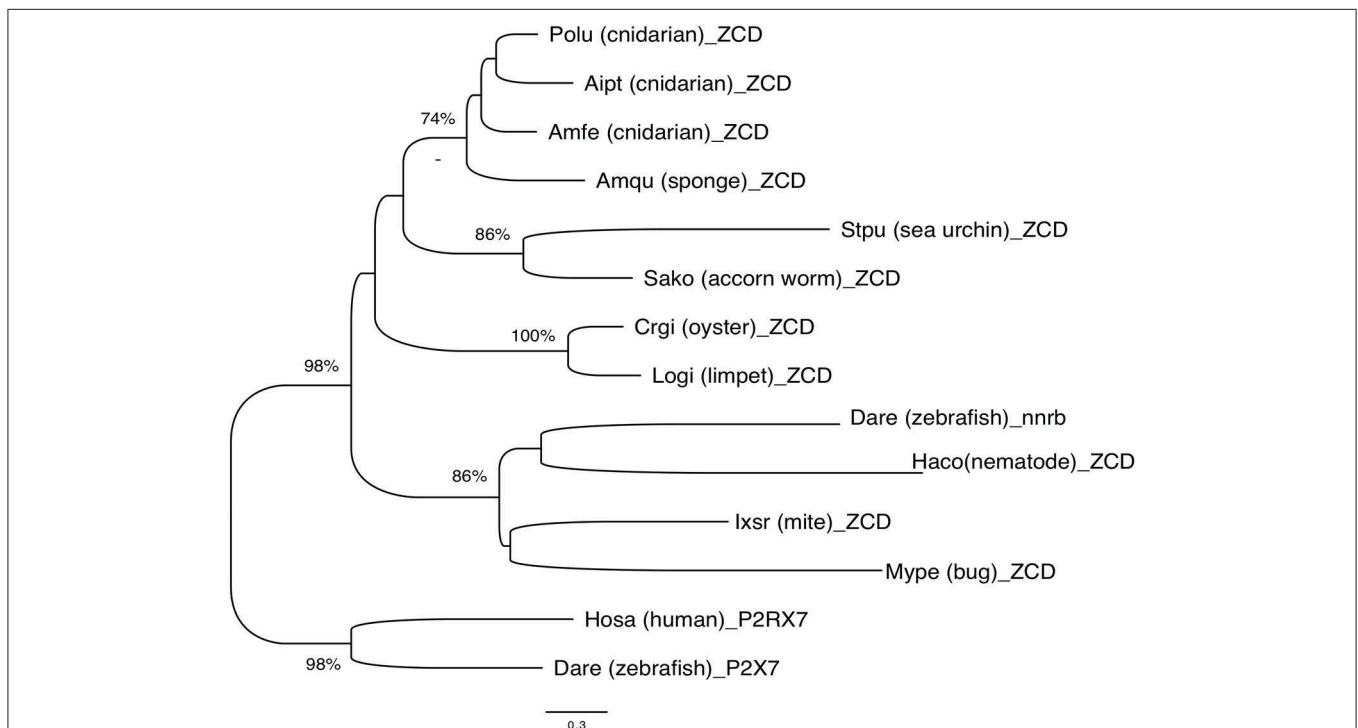 Polu (cnidarian)_ZCD
Aipt (cnidarian)_ZCD
74%
Amfe (cnidarian)_ZCD
-
Amqu (sponge)_ZCD
86%
Stpu (sea urchin)_ZCD
Sako (accorn worm)_ZCD
Crgi (oyster)_ZCD
100%
98%
Logi (limpet)_ZCD
Dare (zebrafish)_nnrb
Haco(nematode)_ZCD
86%
Ixsr (mite)_ZCD
Mype (bug)_ZCD
Hosa (human)_P2RX7
98%
Dare (zebrafish)_P2X7
0.3